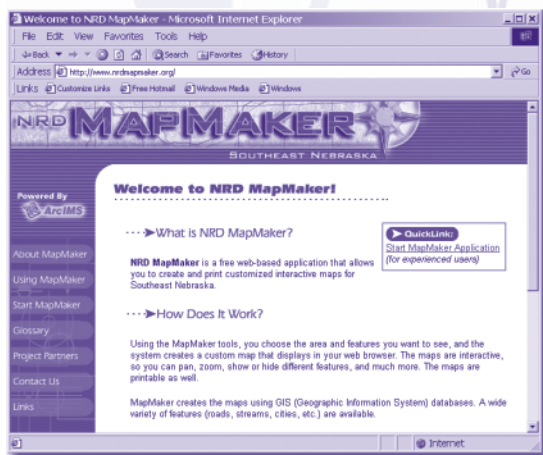 Welcome to NRD MapMaker - Microsoft Internet Explorer
File Edit View Favorites Tools Help
Back Search Favorites History
Address http://www.nrdmapmaker.org/ Go
Links Customize Links Free Hotmail Windows Media Windows
NRD MAPMAKER
SOUTHEAST NEBRASKA
Powered By
ArcIMS
About MapMaker
Using MapMaker
Start MapMaker
Glossary
Project Partners
Contact Us
Links
Welcome to NRD MapMaker!
What is NRD MapMaker?
NRD MapMaker is a free web-based application that allows
you to create and print customized interactive maps for
Southeast Nebraska.
QuickLink:
Start MapMaker Application
(for experienced users)
How Does It Work?
Using the MapMaker tools, you choose the area and features
you want to see, and the
system creates a custom map that displays in your web browser. The maps are interactive,
so you can pan, zoom, show or hide different features, and much more. The maps are
printable as well.
MapMaker creates the maps using GIS (Geographic Information System) databases. A wide
variety of features (roads, streams, cities, etc.) are available.
Internet